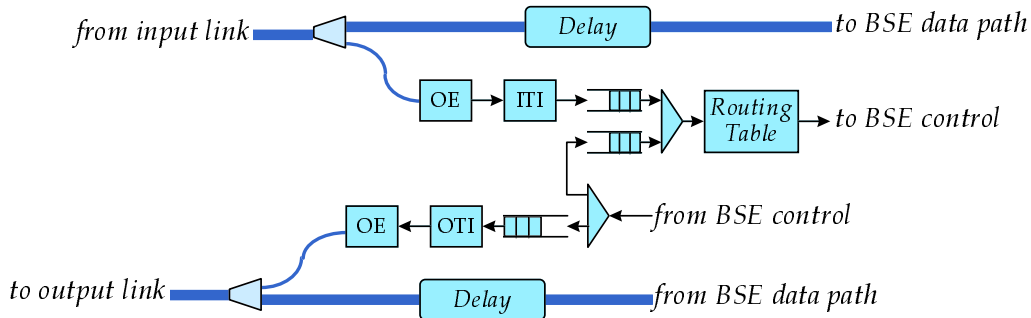 from input link
Delay
to BSE data path
OE
ITI
Routing
Table
to BSE control
from BSE control
OE
OTI
to output link
Delay
from BSE data path